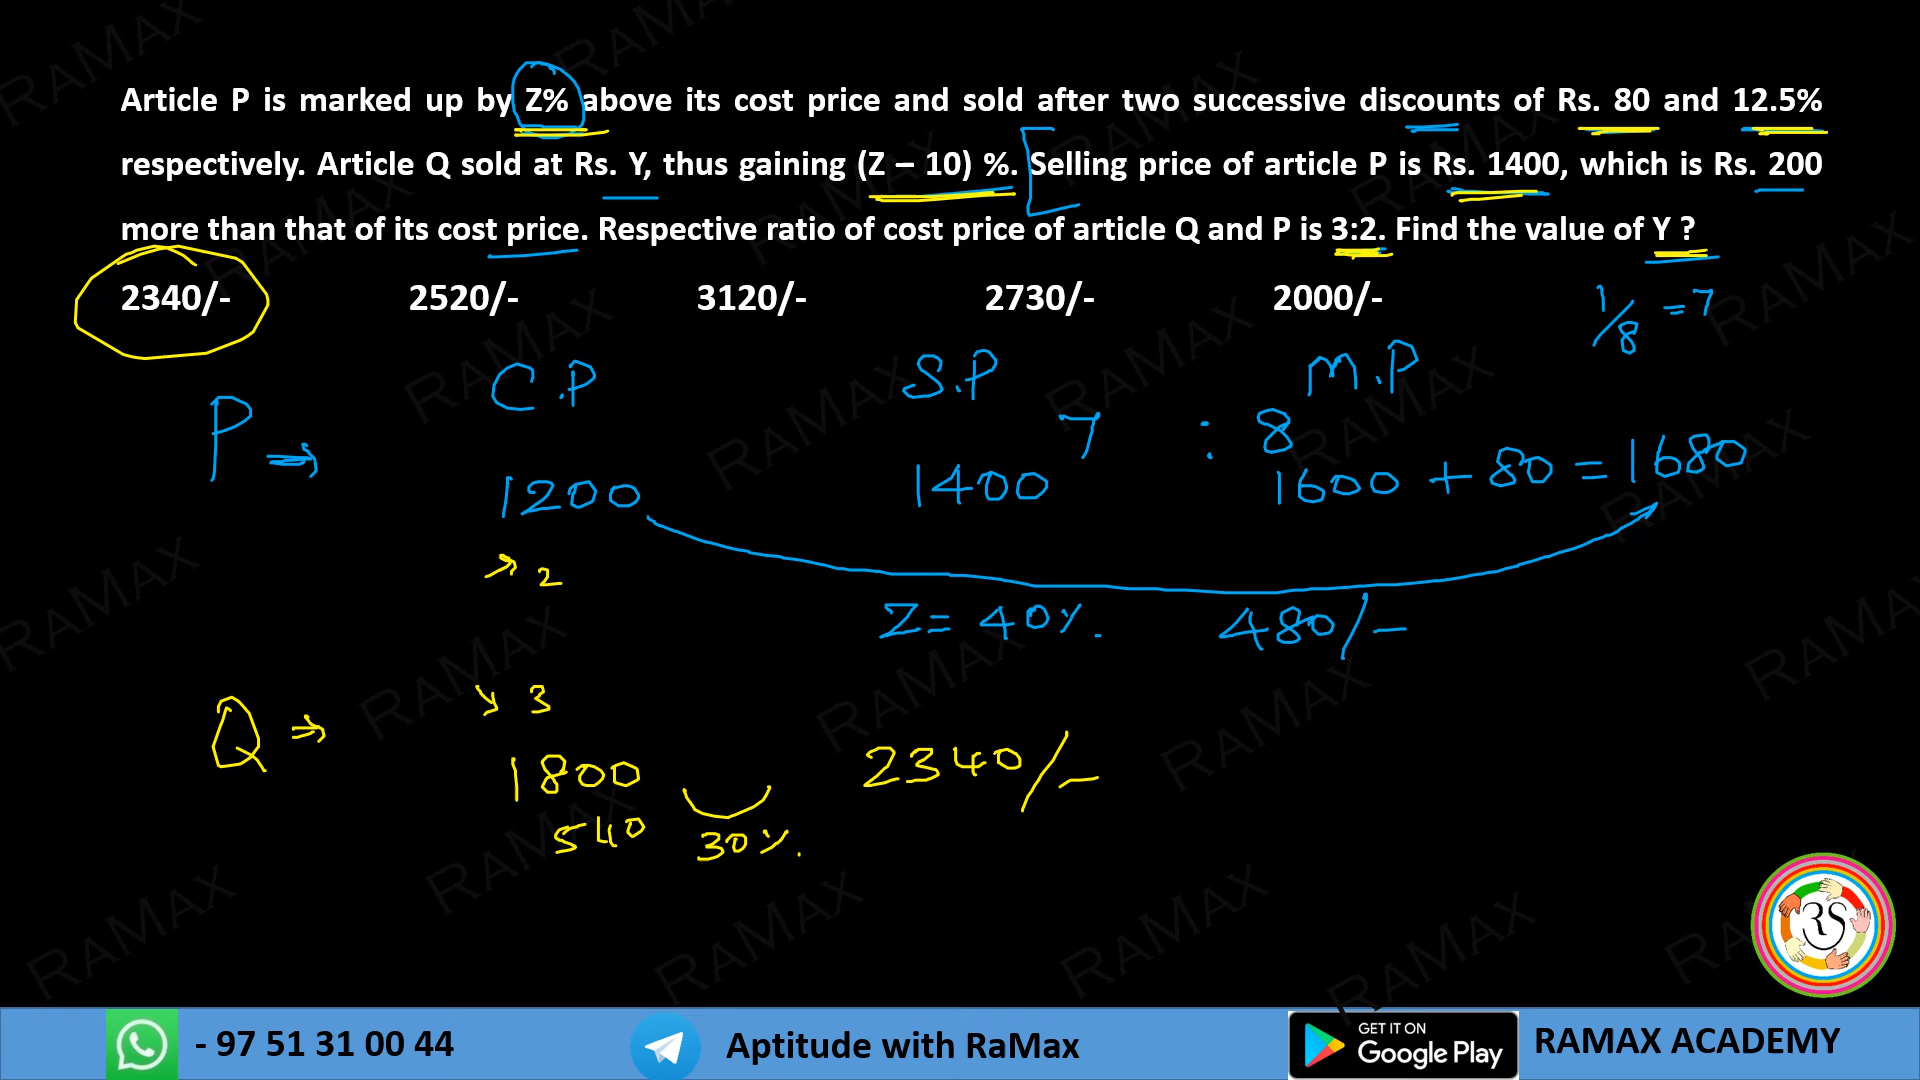 Article P is marked up by Z% above its cost price and sold after two successive discounts of Rs. 80 and 12.5%
respectively. Article Q sold at Rs. Y, thus gaining (Z – 10) %. Selling price of article P is Rs. 1400, which is Rs. 200
more than that of its cost price. Respective ratio of cost price of article Q and P is 3:2. Find the value of Y ?
2340/- 2520/- 3120/- 2730/- 2000/-
1/8 = 7
C.P S.P M.P
P ⇒ 7 : 8
1200 1400 1600 + 80 = 1680
→ 2
Z = 40%. 480/-
Q ⇒ ↘ 3
1800 2340/-
540 30%.
RS
- 97 51 31 00 44 Aptitude with RaMax GET IT ON Google Play RAMAX ACADEMY
RAMAX